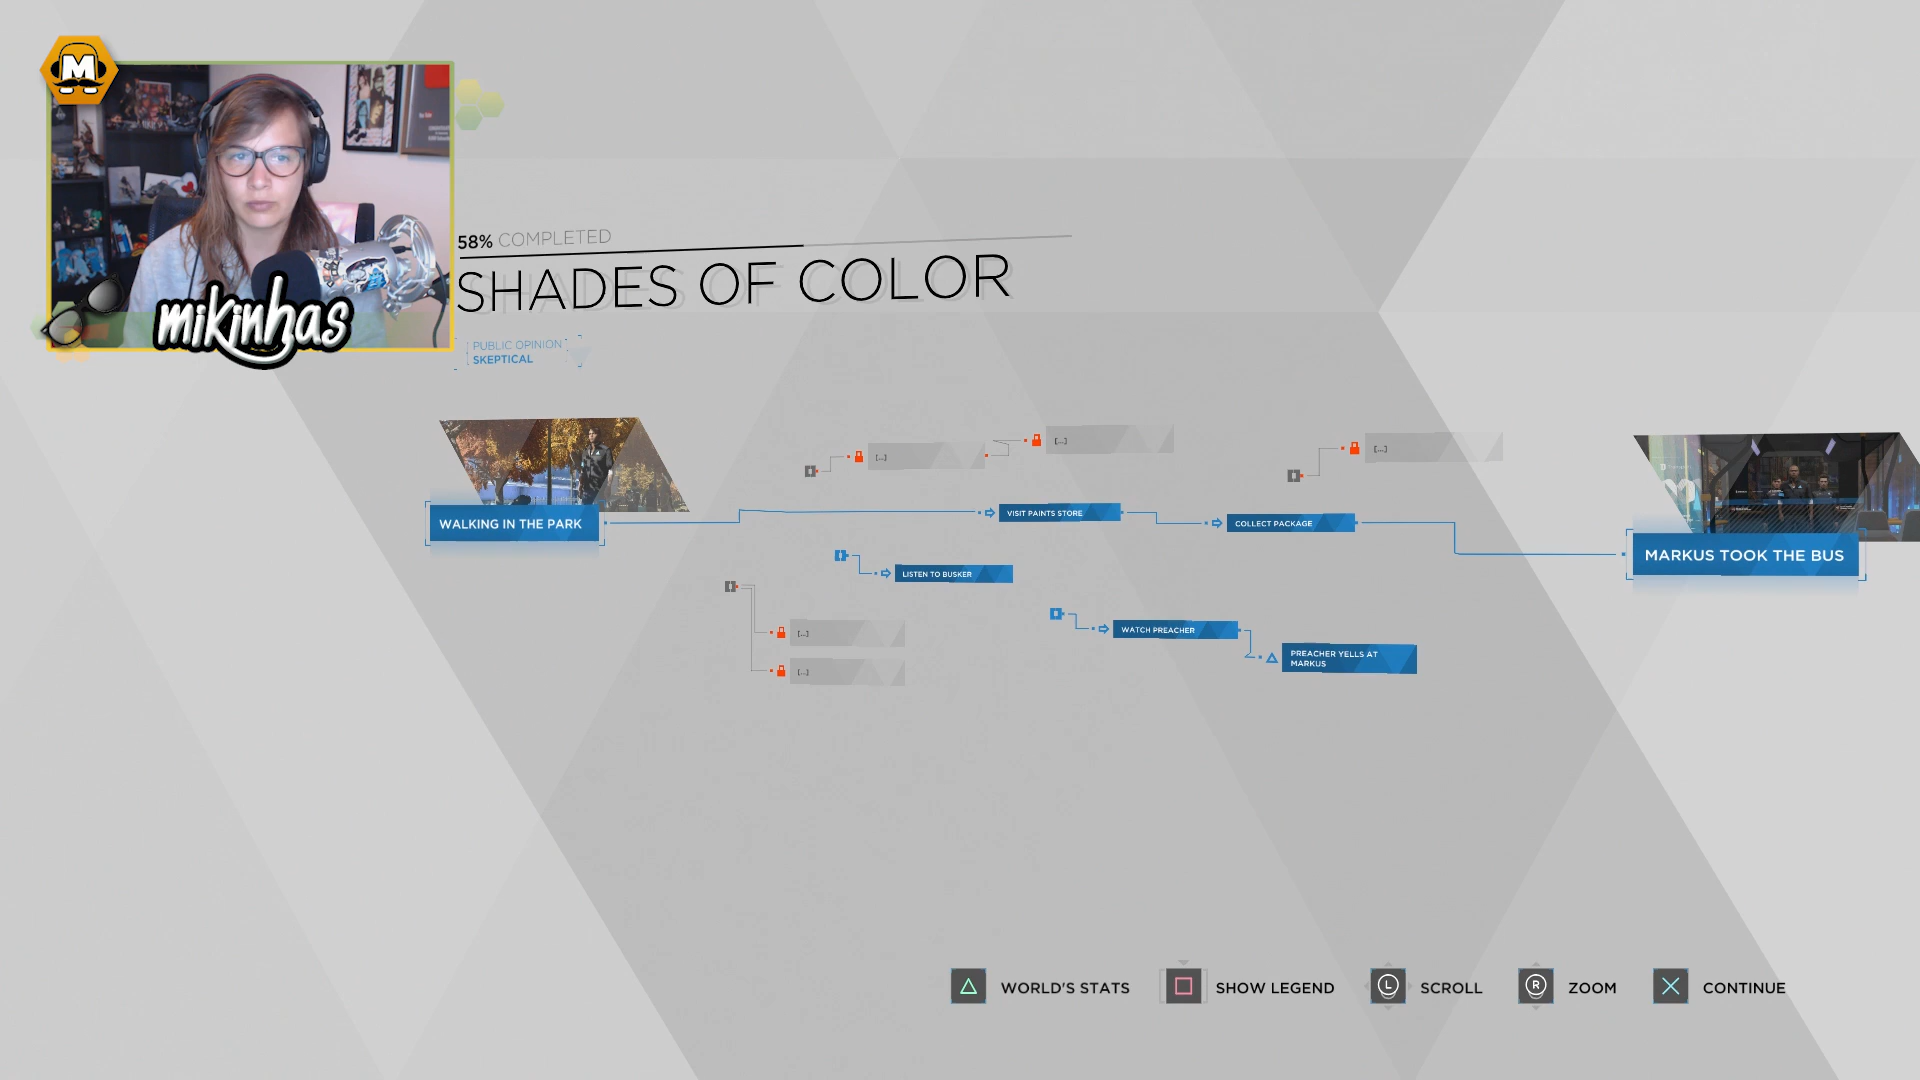 M
mikinhas
58% COMPLETED
SHADES OF COLOR
PUBLIC OPINION
SKEPTICAL
[...]
[...]
[...]
WALKING IN THE PARK
VISIT PAINTS STORE
COLLECT PACKAGE
MARKUS TOOK THE BUS
LISTEN TO BUSKER
[...]
WATCH PREACHER
PREACHER YELLS AT
MARKUS
[...]
WORLD'S STATS
SHOW LEGEND
L
SCROLL
R
ZOOM
CONTINUE